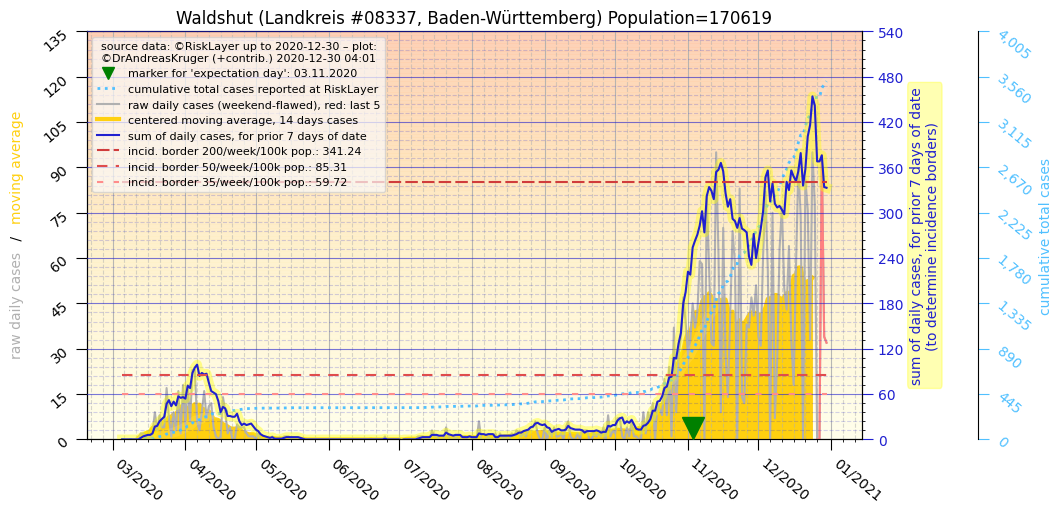 Waldshut (Landkreis #08337, Baden-Württemberg) Population=170619
source data: ©RiskLayer up to 2020-12-30 – plot:
©DrAndreasKruger (+contrib.) 2020-12-30 04:01
marker for 'expectation day': 03.11.2020
cumulative total cases reported at RiskLayer
raw daily cases (weekend-flawed), red: last 5
centered moving average, 14 days cases
sum of daily cases, for prior 7 days of date
incid. border 200/week/100k pop.: 341.24
incid. border 50/week/100k pop.: 85.31
incid. border 35/week/100k pop.: 59.72
raw daily cases / moving average
135
120
105
90
75
60
45
30
15
0
03/2020
04/2020
05/2020
06/2020
07/2020
08/2020
09/2020
10/2020
11/2020
12/2020
01/2021
540
480
420
360
300
240
180
120
60
0
sum of daily cases, for prior 7 days of date
(to determine incidence borders)
4,005
3,560
3,115
2,670
2,225
1,780
1,335
890
445
0
cumulative total cases